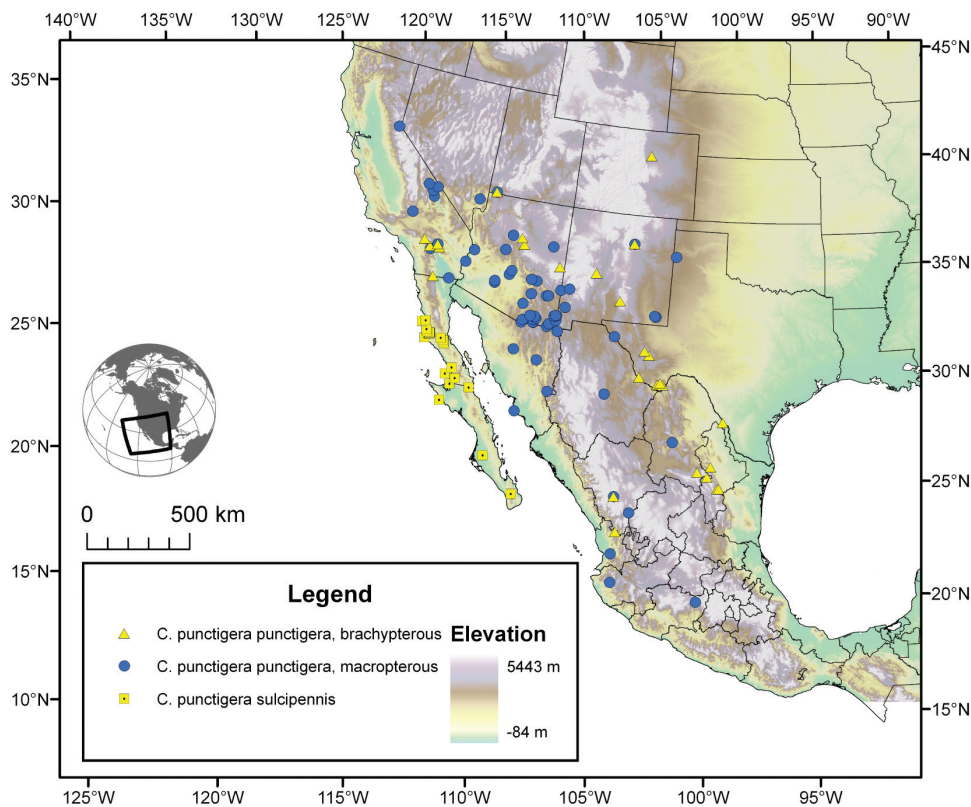 140°W 135°W 130°W 125°W 120°W 115°W 110°W 105°W 100°W 95°W 90°W
35°N 45°N
40°N
30°N
35°N
25°N
30°N
20°N
25°N
0 500 km
15°N
20°N
Legend
C. punctigera punctigera, brachypterous
C. punctigera punctigera, macropterous
C. punctigera sulcipennis
Elevation
5443 m
-84 m
10°N
15°N
125°W 120°W 115°W 110°W 105°W 100°W 95°W